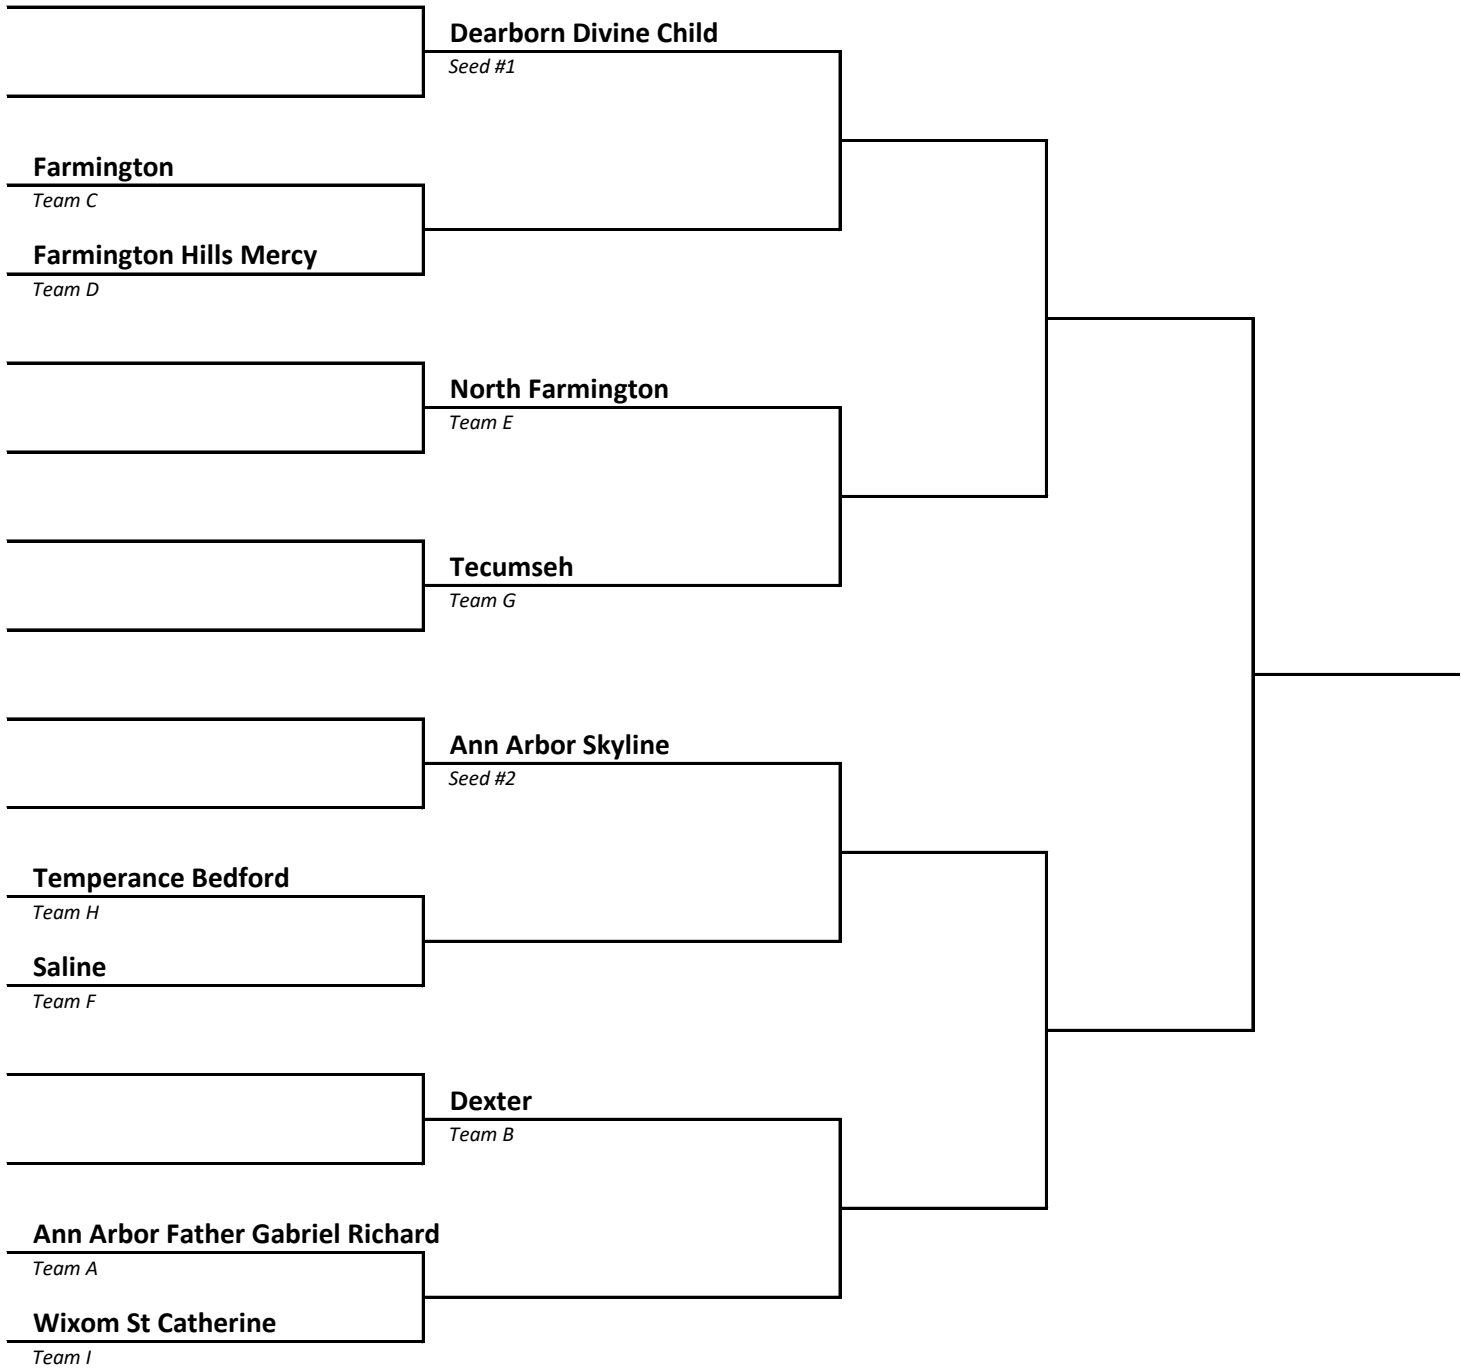 Dearborn Divine Child
Seed #1
Farmington
Team C
Farmington Hills Mercy
Team D
North Farmington
Team E
Tecumseh
Team G
Ann Arbor Skyline
Seed #2
Temperance Bedford
Team H
Saline
Team F
Dexter
Team B
Ann Arbor Father Gabriel Richard
Team A
Wixom St Catherine
Team I